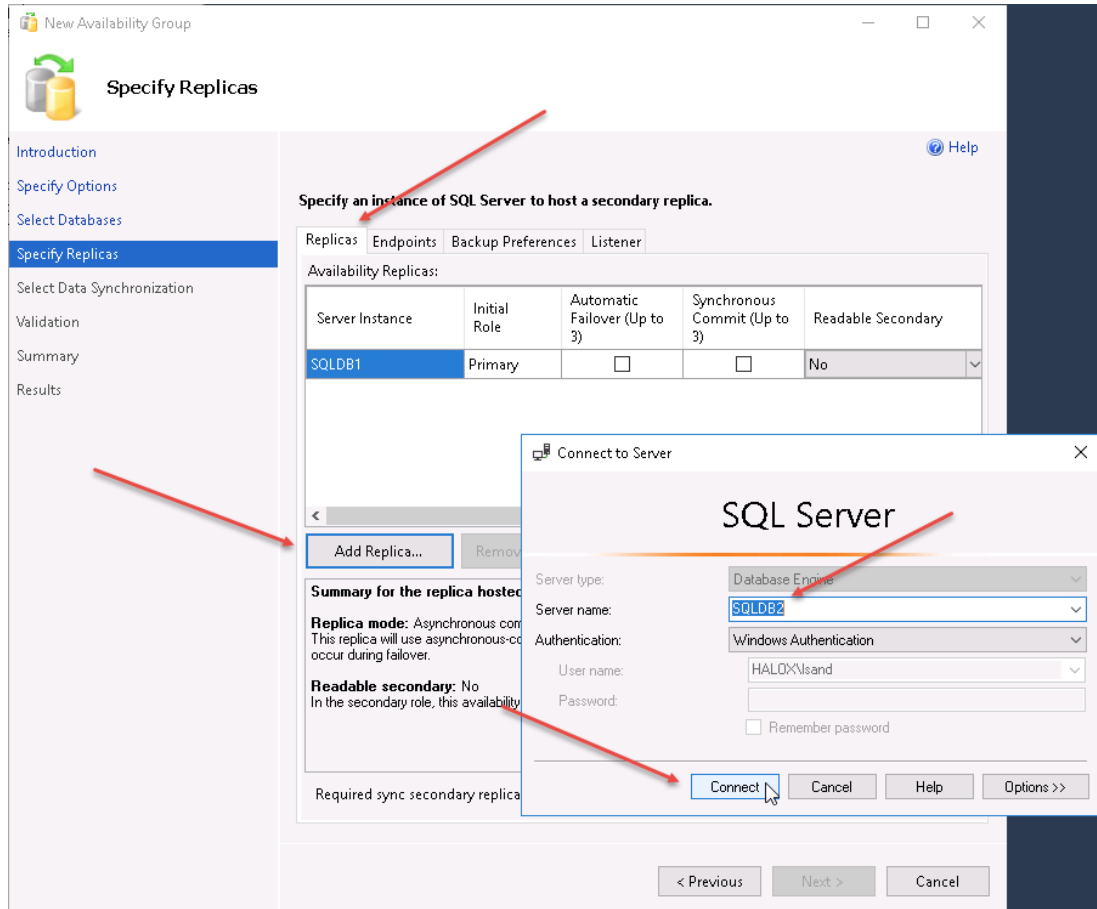 New Availability Group
Specify Replicas
Introduction
Specify Options
Select Databases
Specify Replicas
Select Data Synchronization
Validation
Summary
Results
Help
Specify an instance of SQL Server to host a secondary replica.
Replicas Endpoints Backup Preferences Listener
Availability Replicas:
Server Instance
Initial
Role
Automatic
Failover (Up to
3)
Synchronous
Commit (Up to
3)
Readable Secondary
SQLDB1 Primary No
Add Replica... Remov
Summary for the replica hosted
Replica mode: Asynchronous com
This replica will use asynchronous-co
occur during failover.
Readable secondary: No
In the secondary role, this availability
Required sync secondary replica
Connect to Server
SQL Server
Server type: Database Engine
Server name: SQLDB2
Authentication: Windows Authentication
User name: HALOX\lsand
Password:
Remember password
Connect Cancel Help Options >>
< Previous Next > Cancel